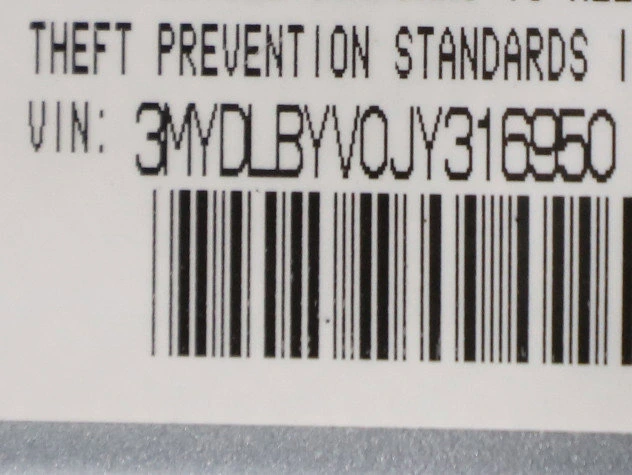 THEFT PREVENTION STANDARDS I
VIN: 3MYDLBYV0JY316950